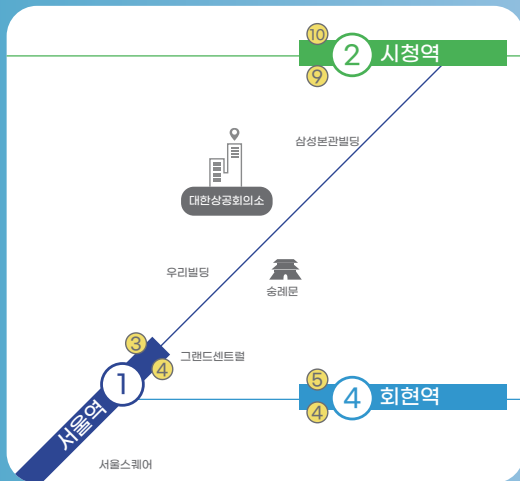 10
2 시청역
9
삼성본관빌딩
대한상공회의소
우리빌딩
숭례문
3
4
그랜드센트럴
1
서울역
5
4 회현역
4
서울스퀘어